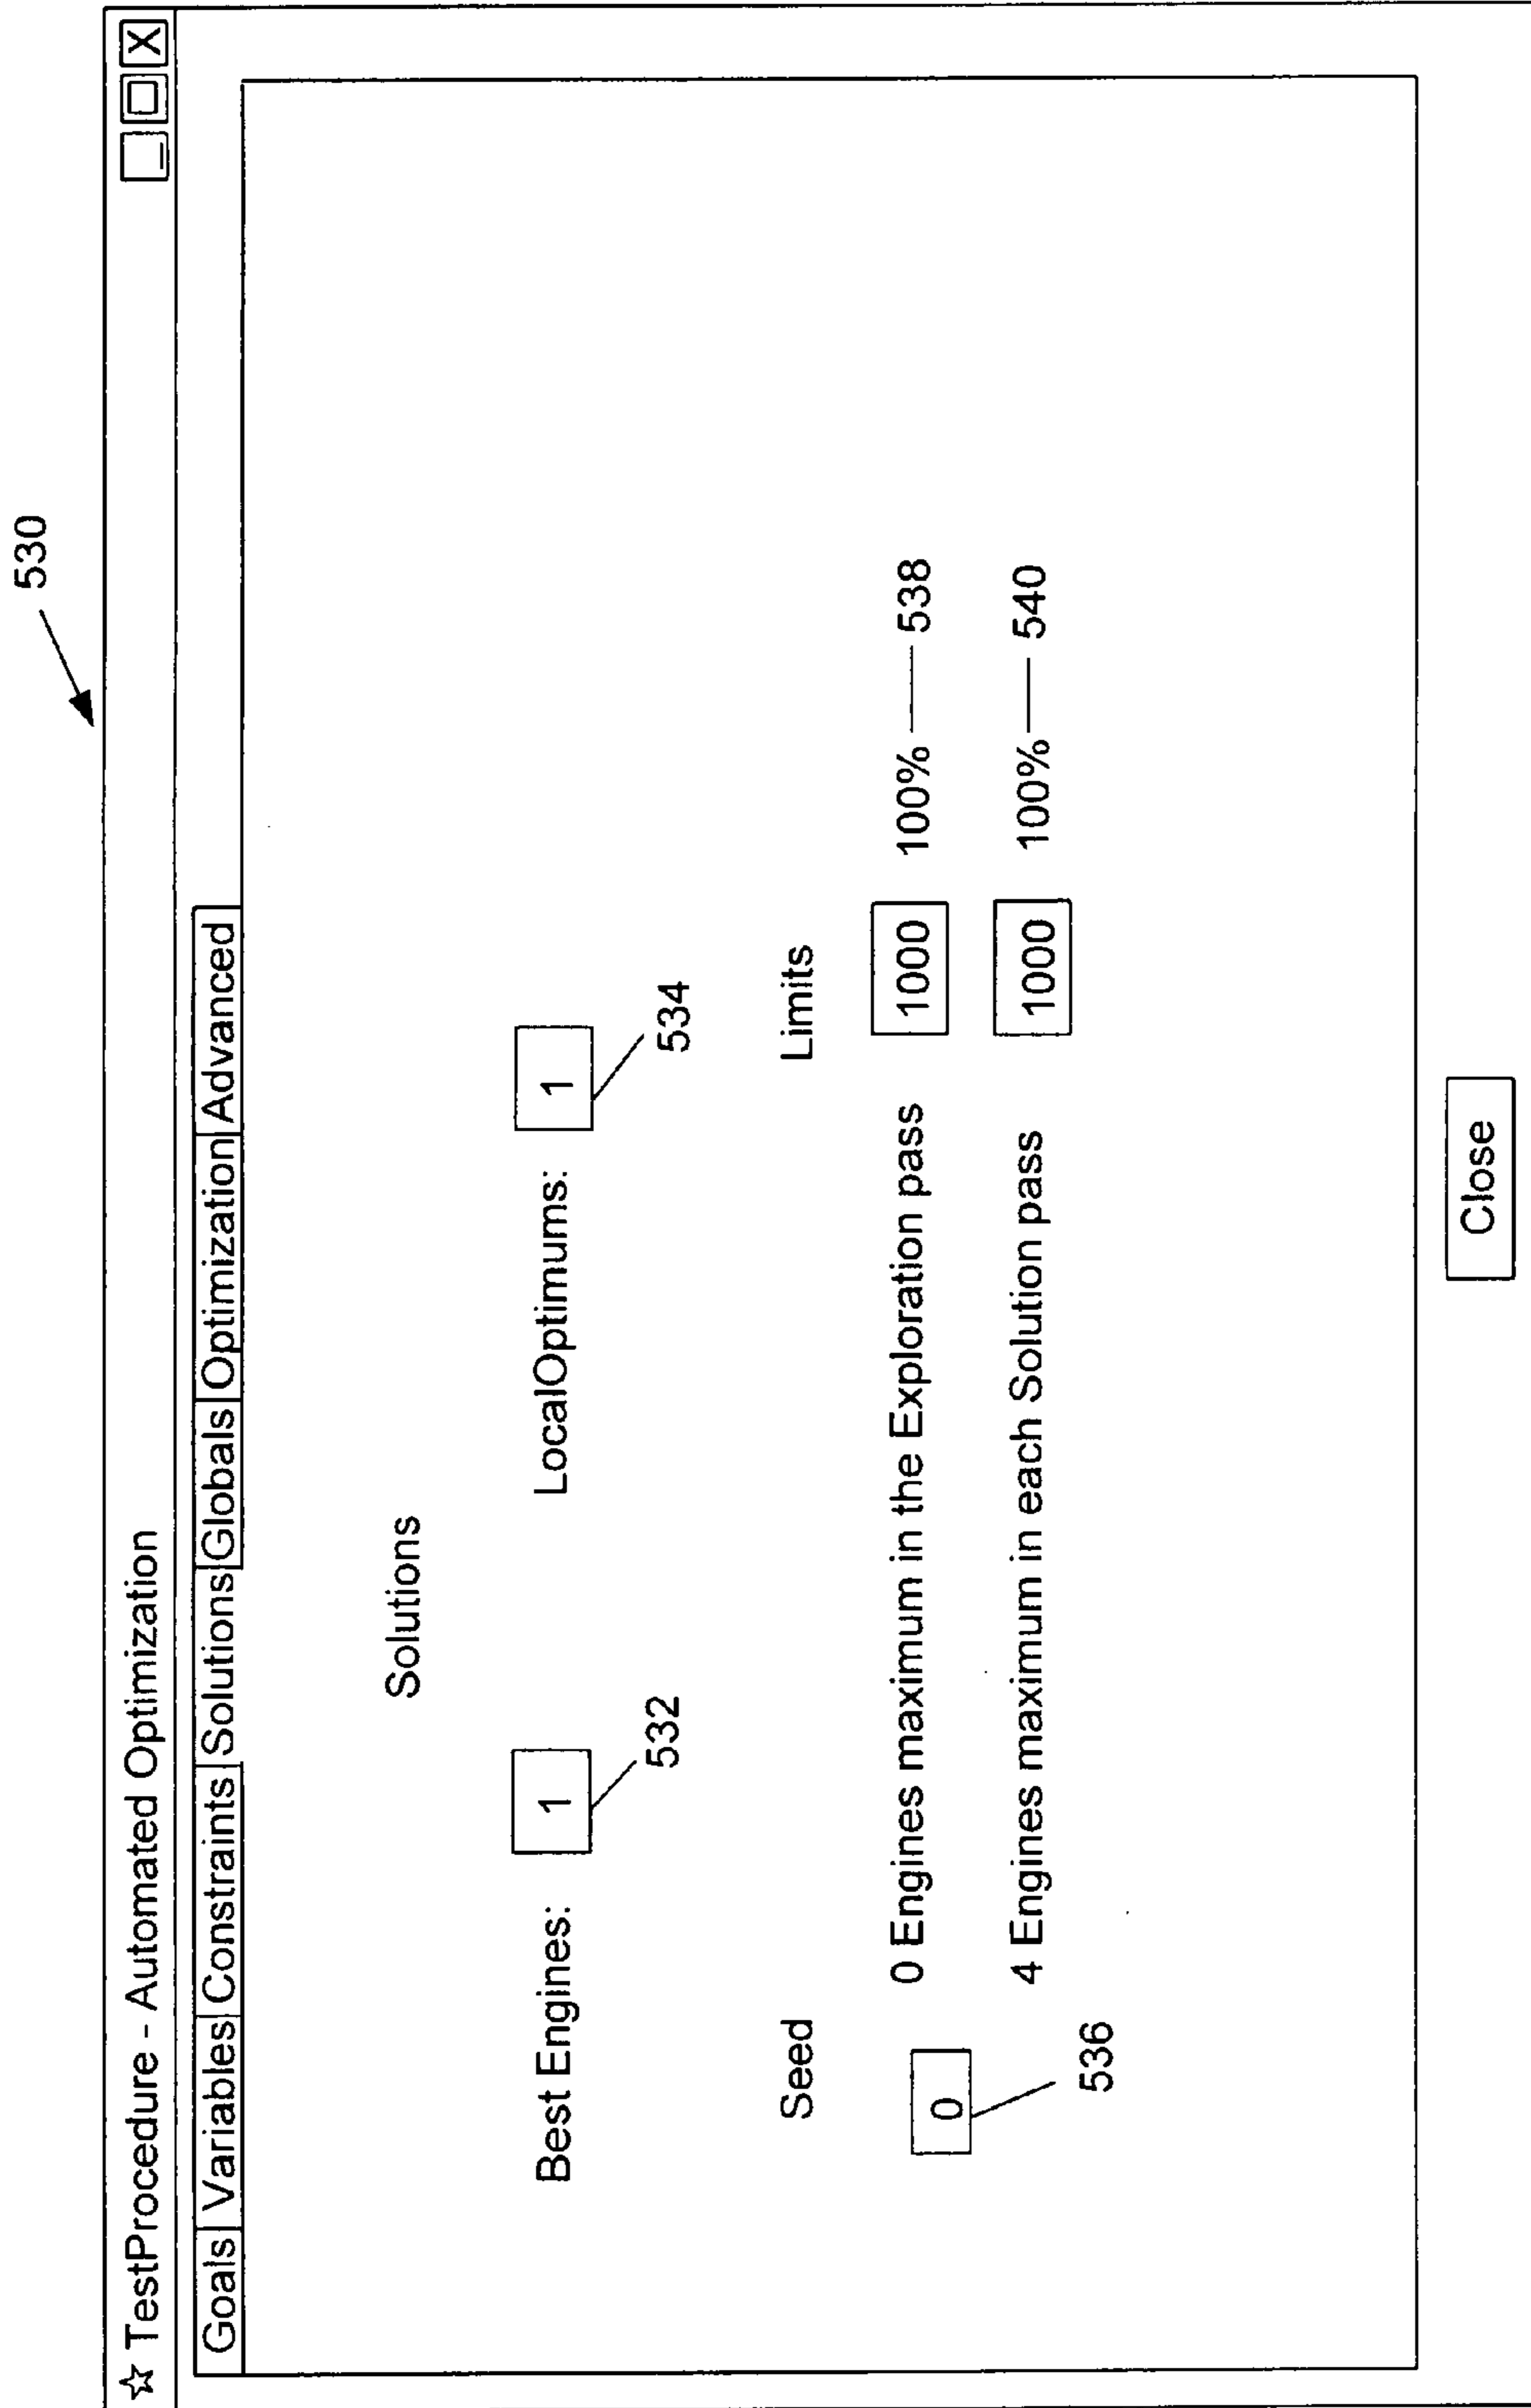 530
☆ TestProcedure - Automated Optimization _ □ X
Goals Variables Constraints Solutions Globals Optimization Advanced
Solutions
Best Engines: 1 LocalOptimums: 1
532 534
Seed Limits
0 0 Engines maximum in the Exploration pass 1000 100% 538
4 Engines maximum in each Solution pass 1000 100% 540
536
Close